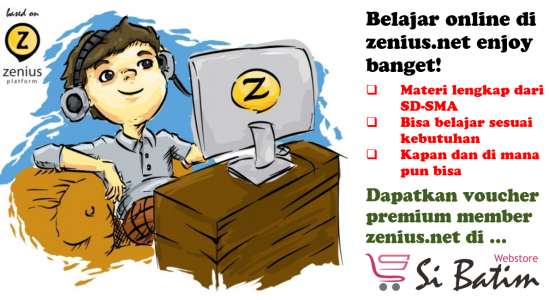 based on
Z
zenius
platform
Z
Belajar online di
zenius.net enjoy
banget!
Materi lengkap dari
SD-SMA
Bisa belajar sesuai
kebutuhan
Kapan dan di mana
pun bisa
Dapatkan voucher
premium member
zenius.net di ...
Webstore
Si Batim